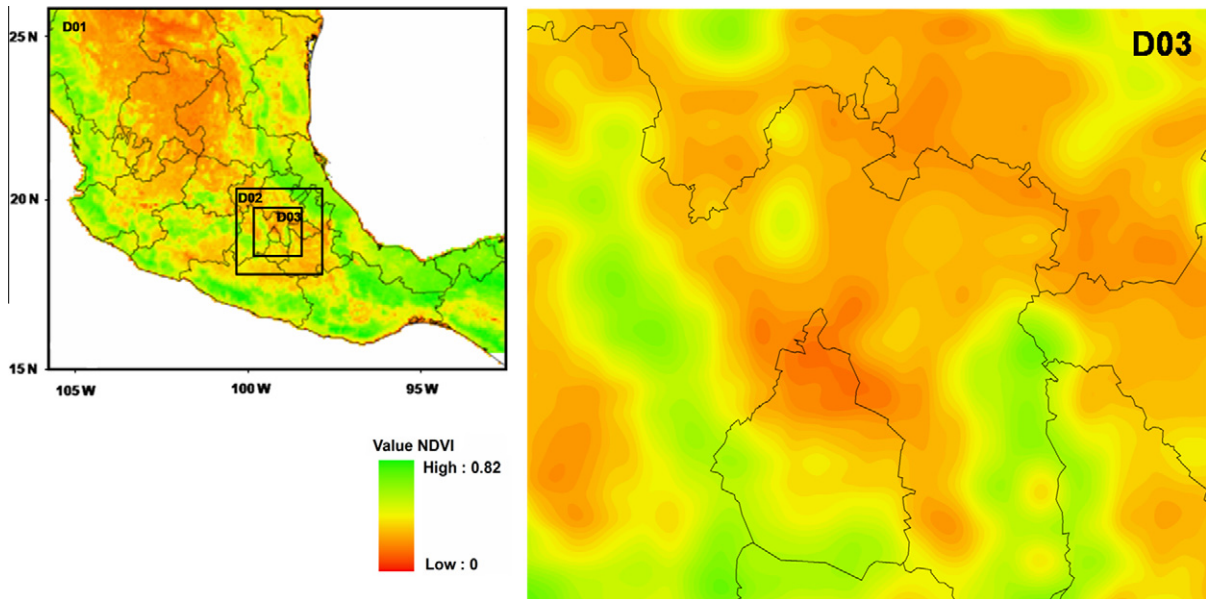 25 N
D01
D03
20 N
D02
D03
15 N
105 W
100 W
95 W
Value NDVI
High : 0.82
Low : 0